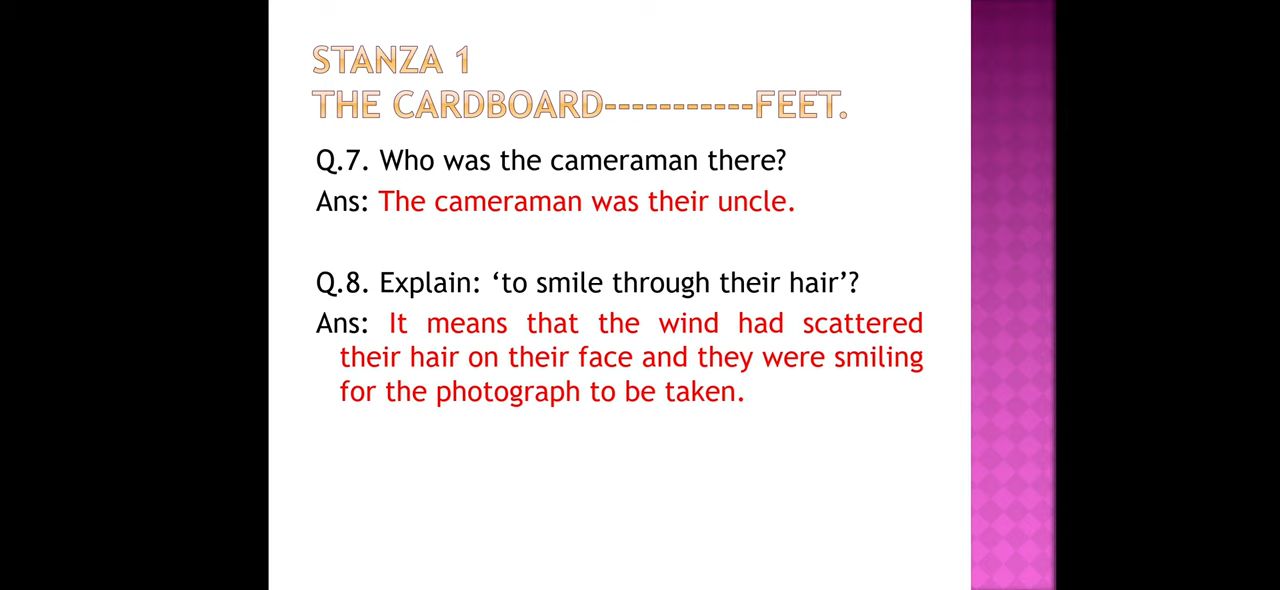 STANZA 1
THE CARDBOARD-----------FEET.
Q.7. Who was the cameraman there?
Ans: The cameraman was their uncle.
Q.8. Explain: ‘to smile through their hair’?
Ans: It means that the wind had scattered
their hair on their face and they were smiling
for the photograph to be taken.